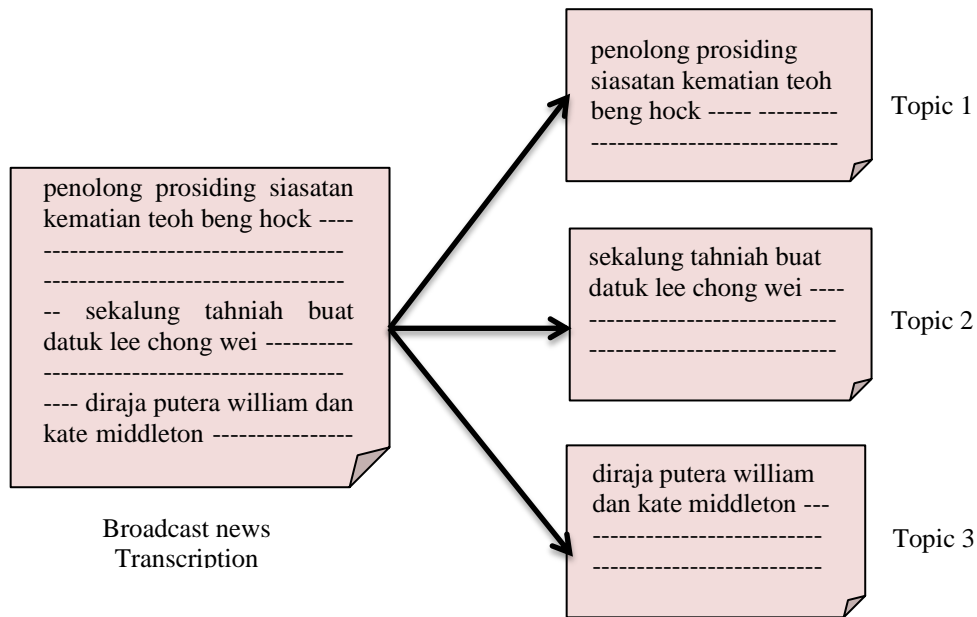 penolong prosiding siasatan
kematian teoh beng hock ----
----------------------------------
----------------------------------
-- sekalung tahniah buat
datuk lee chong wei ----------
----------------------------------
---- diraja putera william dan
kate middleton ----------------
Broadcast news
Transcription
penolong prosiding
siasatan kematian teoh
beng hock ----- ---------
----------------------------
Topic 1
sekalung tahniah buat
datuk lee chong wei ----
----------------------------
----------------------------
Topic 2
diraja putera william
dan kate middleton ---
--------------------------
--------------------------
Topic 3